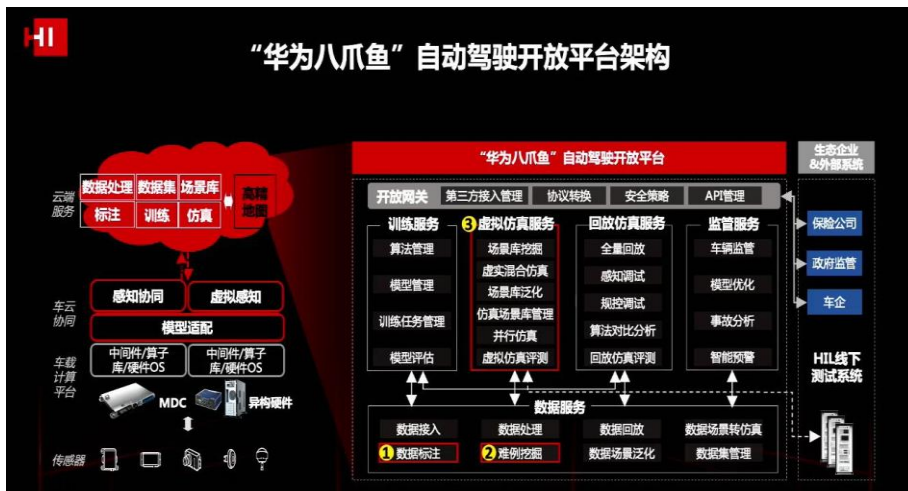 HI
“华为八爪鱼”自动驾驶开放平台架构
云端服务
数据处理 数据集 场景库
标注 训练 仿真
高精地图
车云协同
感知协同 虚拟感知
模型适配
车载计算平台
中间件/算子库/硬件OS 中间件/算子库/硬件OS
MDC 异构硬件
传感器
“华为八爪鱼”自动驾驶开放平台
开放网关 第三方接入管理 协议转换 安全策略 API管理
训练服务
算法管理
模型管理
训练任务管理
模型评估
3 虚拟仿真服务
场景库挖掘
虚实混合仿真
场景库泛化
仿真场景库管理
并行仿真
虚拟仿真评测
回放仿真服务
全量回放
感知调试
规控调试
算法对比分析
回放仿真评测
监管服务
车辆监管
模型优化
事故分析
智能预警
数据服务
数据接入 数据处理 数据回放 数据场景转仿真
1 数据标注 2 难例挖掘 数据场景泛化 数据集管理
生态企业
&外部系统
保险公司
政府监管
车企
HIL线下
测试系统